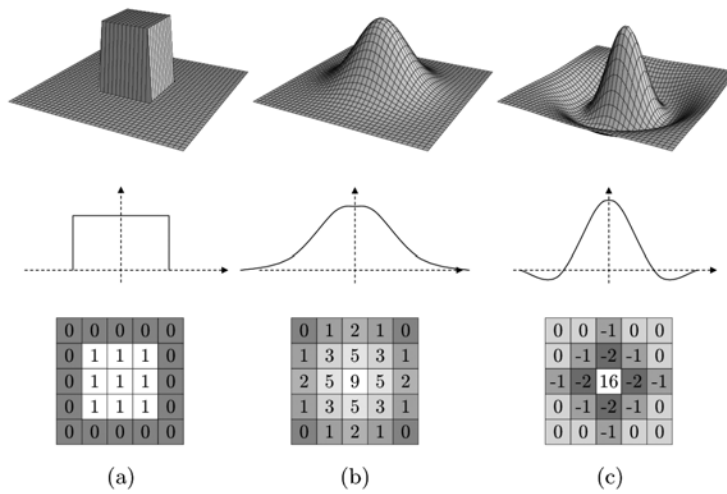 0 0 0 0 0
0 1 1 1 0
0 1 1 1 0
0 1 1 1 0
0 0 0 0 0
(a)
0 1 2 1 0
1 3 5 3 1
2 5 9 5 2
1 3 5 3 1
0 1 2 1 0
(b)
0 0 -1 0 0
0 -1 -2 -1 0
-1 -2 16 -2 -1
0 -1 -2 -1 0
0 0 -1 0 0
(c)